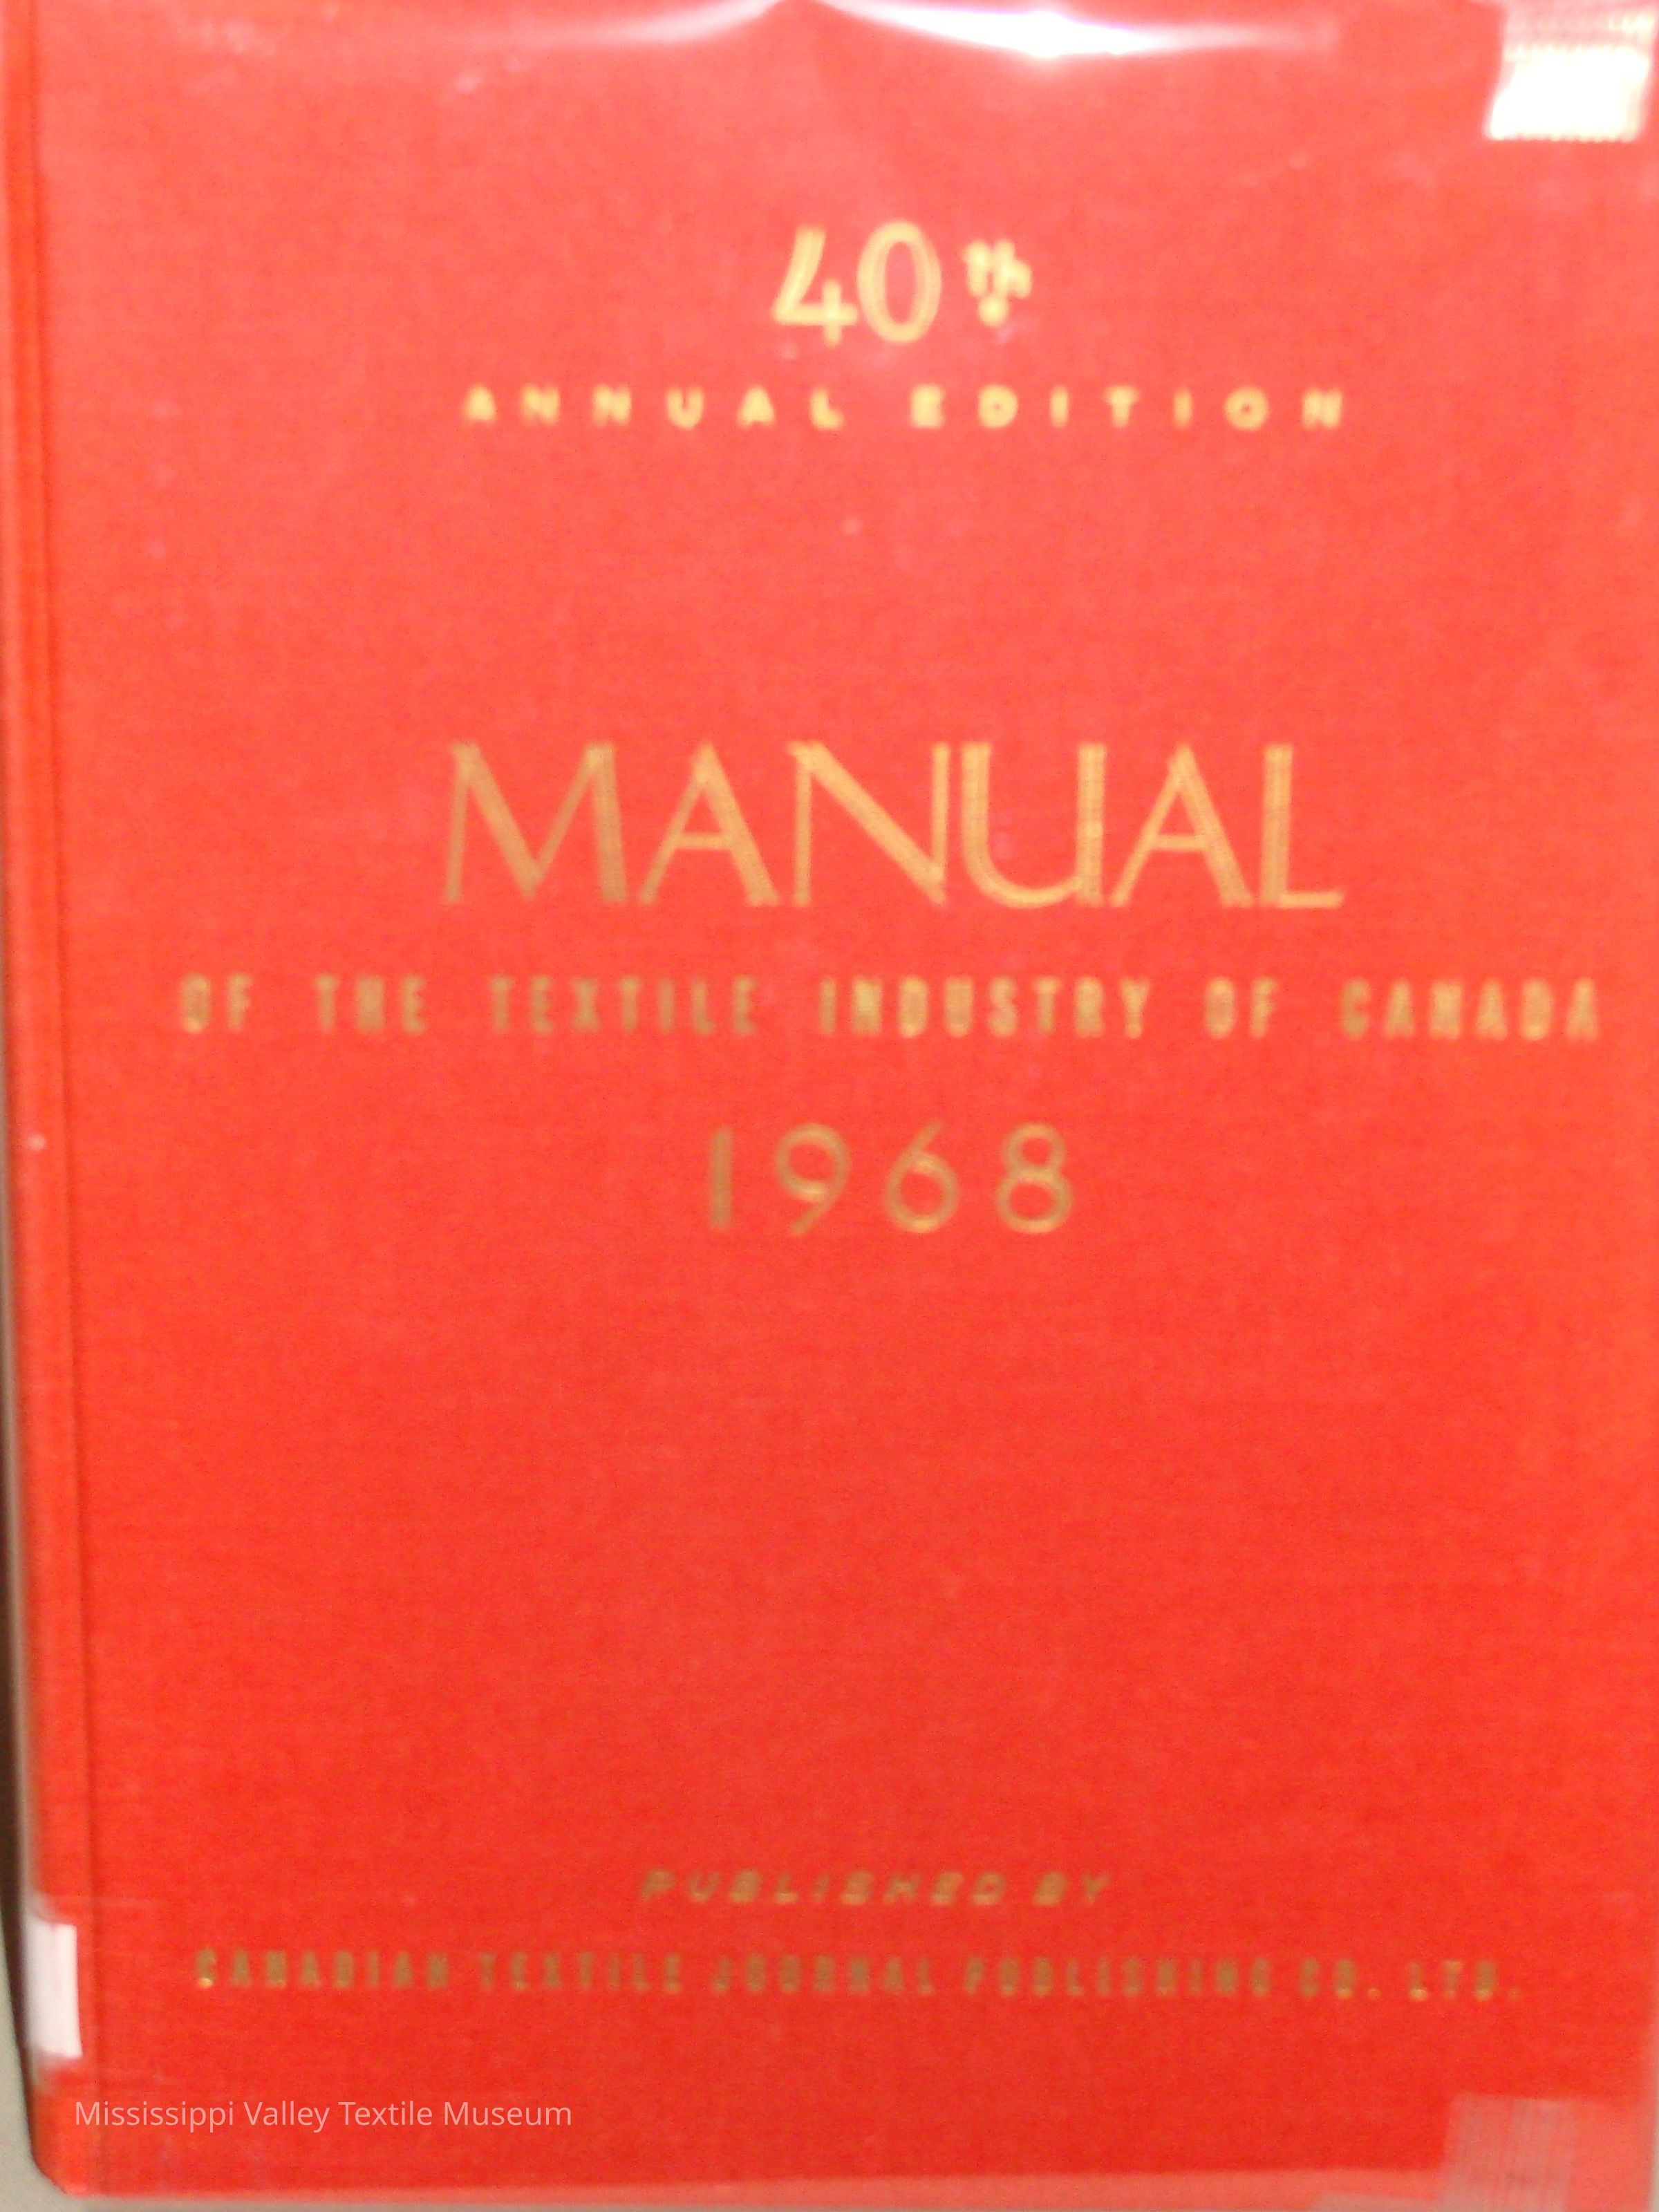 40th
ANNUAL EDITION
MANUAL
OF THE TEXTILE INDUSTRY OF CANADA
1968
PUBLISHED BY
CANADIAN TEXTILE JOURNAL PUBLISHING CO. LTD.
Mississippi Valley Textile Museum